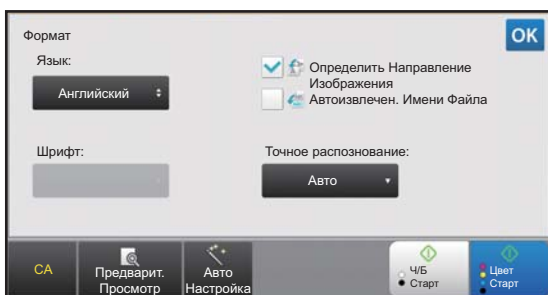 Формат
OK
Язык:
Английский
Определить Направление
Изображения
Автоизвлечен. Имени Файла
Шрифт:
Точное распознование:
Авто
CA
Предварит.
Просмотр
Авто
Настройка
Ч/Б
Старт
Цвет
Старт